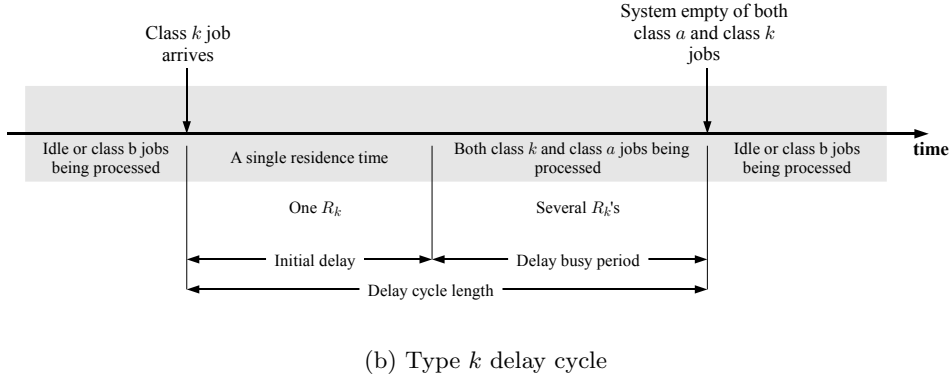 Class k job
arrives
System empty of both
class a and class k
jobs
Idle or class b jobs
being processed
A single residence time
Both class k and class a jobs being
processed
Idle or class b jobs
being processed
time
One R_k
Several R_k's
Initial delay
Delay busy period
Delay cycle length
(b) Type k delay cycle